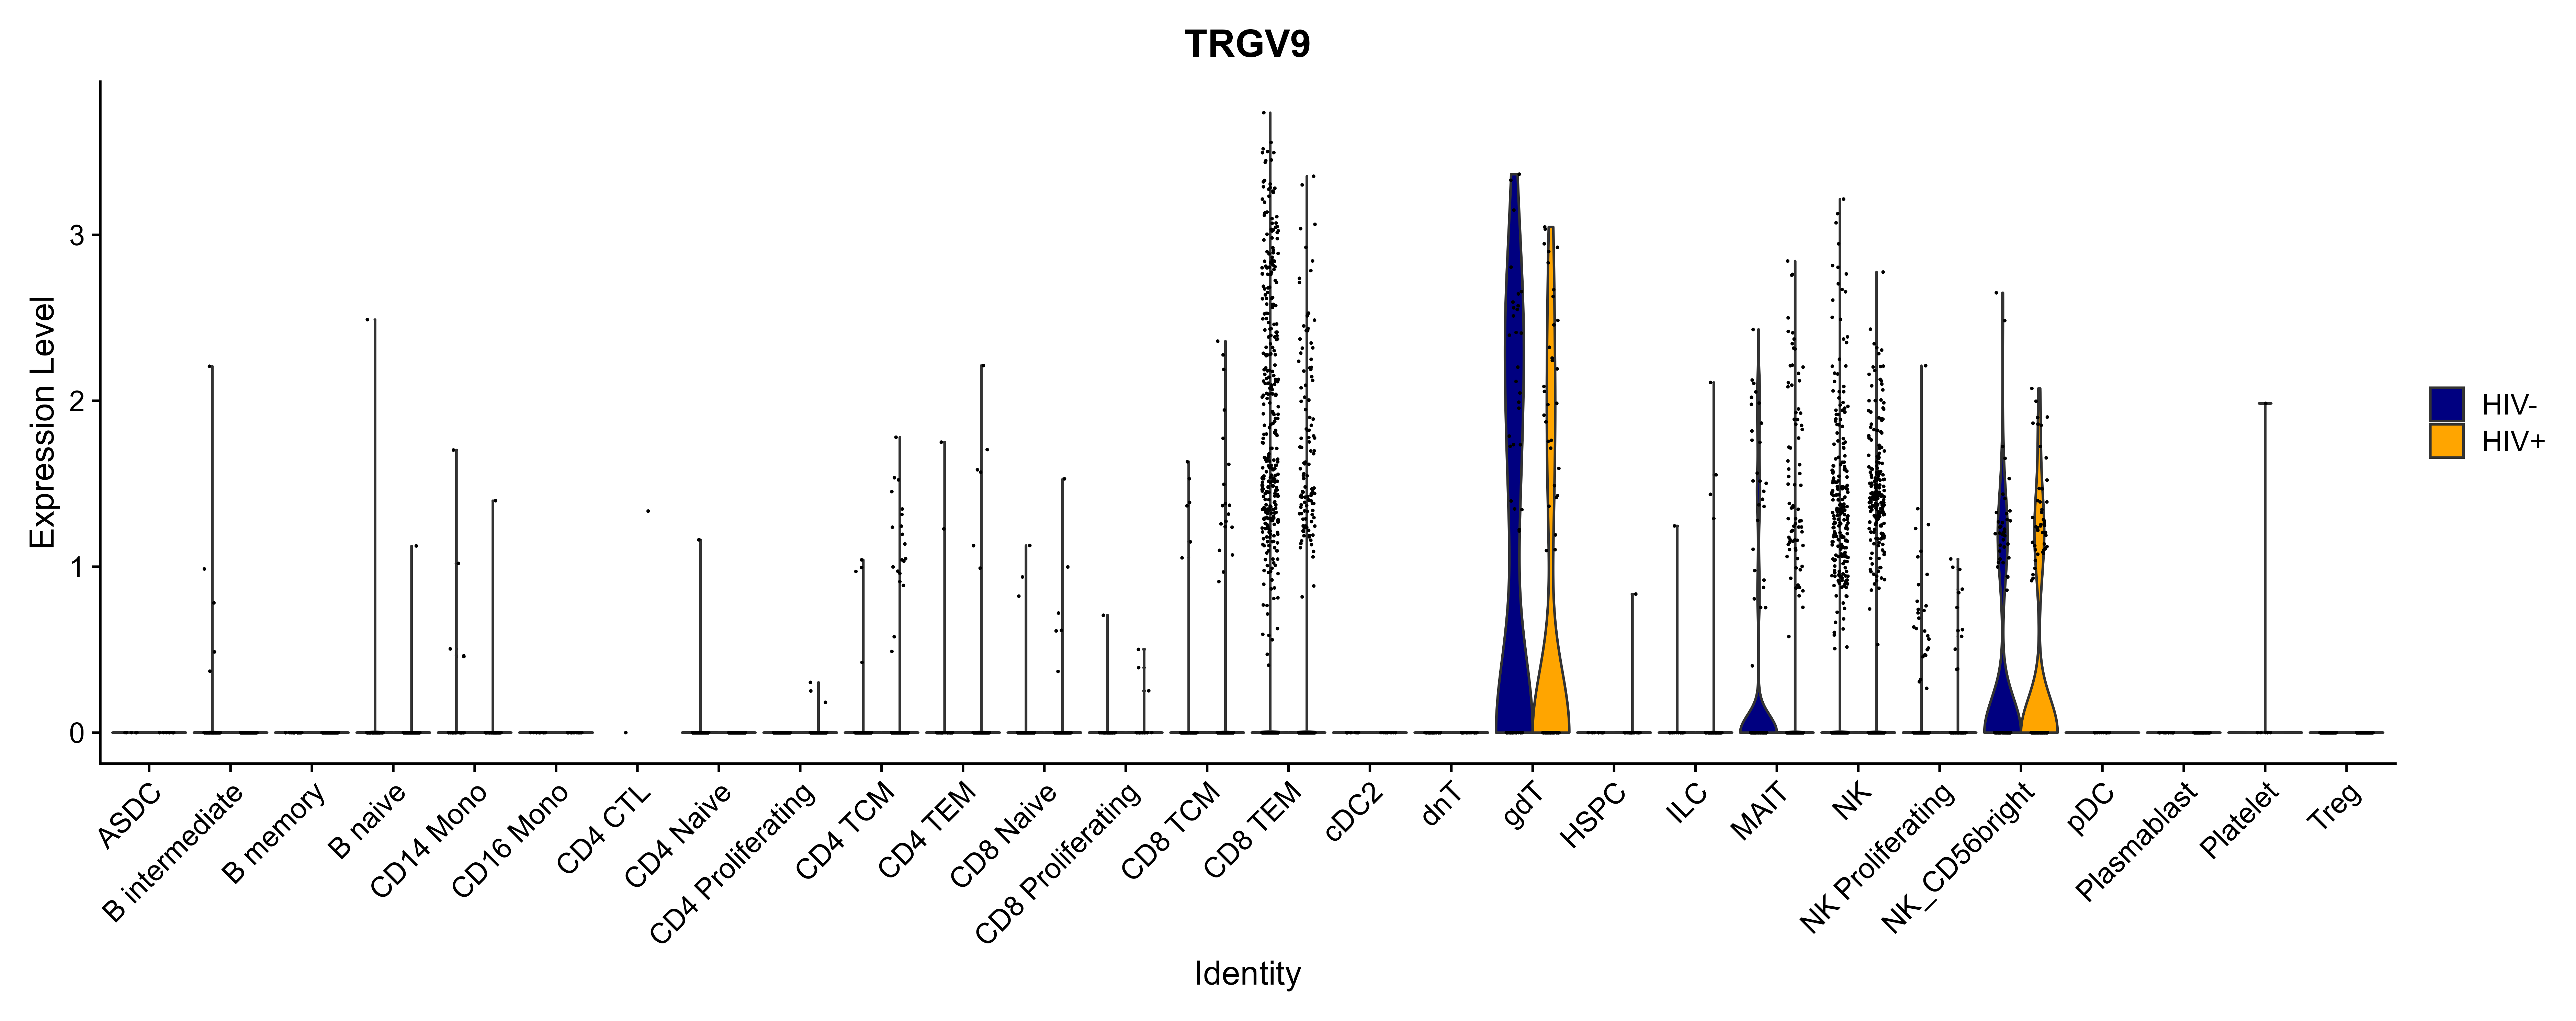 TRGV9
Expression Level
3
2
1
0
HIV-
HIV+
ASDC
B intermediate
B memory
B naive
CD14 Mono
CD16 Mono
CD4 CTL
CD4 Naive
CD4 Proliferating
CD4 TCM
CD4 TEM
CD8 Naive
CD8 Proliferating
CD8 TCM
CD8 TEM
cDC2
dnT
gdT
HSPC
ILC
MAIT
NK
NK Proliferating
NK_CD56bright
pDC
Plasmablast
Platelet
Treg
Identity